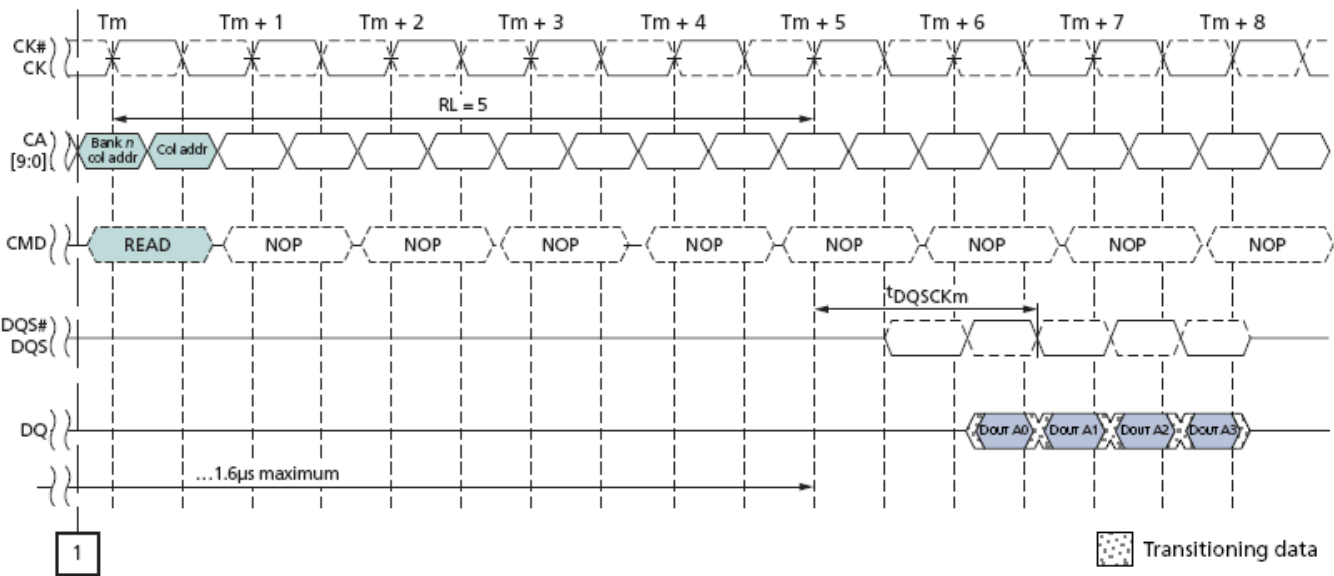 Tm Tm + 1 Tm + 2 Tm + 3 Tm + 4 Tm + 5 Tm + 6 Tm + 7 Tm + 8
CK#
CK
RL = 5
CA
[9:0]
Bank n
col addr
Col addr
CMD READ NOP NOP NOP NOP NOP NOP NOP NOP
tDQSCKm
DQS#
DQS
DQ DOUT A0 DOUT A1 DOUT A2 DOUT A3
...1.6µs maximum
1
Transitioning data